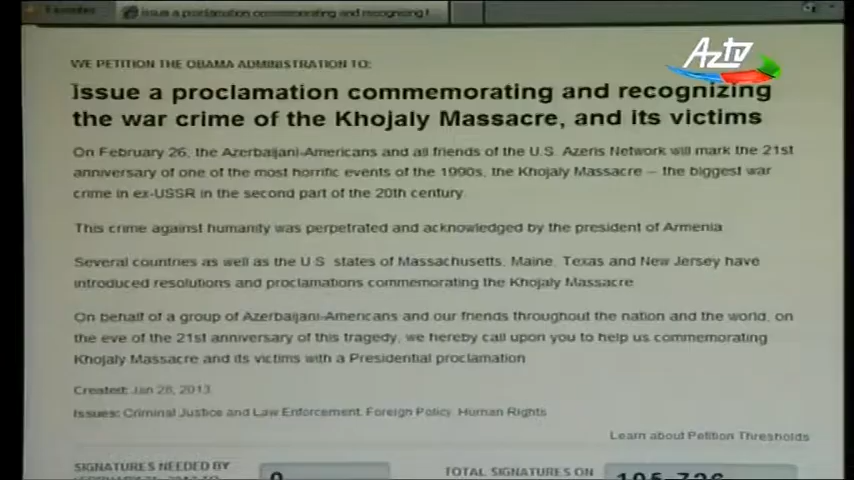 Favorites
Issue a proclamation commemorating and recognizing t
AzTV
WE PETITION THE OBAMA ADMINISTRATION TO:
Issue a proclamation commemorating and recognizing
the war crime of the Khojaly Massacre, and its victims
On February 26, the Azerbaijani-Americans and all friends of the U.S. Azeris Network will mark the 21st
anniversary of one of the most horrific events of the 1990s, the Khojaly Massacre – the biggest war
crime in ex-USSR in the second part of the 20th century.
This crime against humanity was perpetrated and acknowledged by the president of Armenia.
Several countries as well as the U.S. states of Massachusetts, Maine, Texas and New Jersey have
introduced resolutions and proclamations commemorating the Khojaly Massacre.
On behalf of a group of Azerbaijani-Americans and our friends throughout the nation and the world, on
the eve of the 21st anniversary of this tragedy, we hereby call upon you to help us commemorating
Khojaly Massacre and its victims with a Presidential proclamation.
Created: Jan 28, 2013
Issues: Criminal Justice and Law Enforcement, Foreign Policy, Human Rights
Learn about Petition Thresholds
SIGNATURES NEEDED BY
0
TOTAL SIGNATURES ON